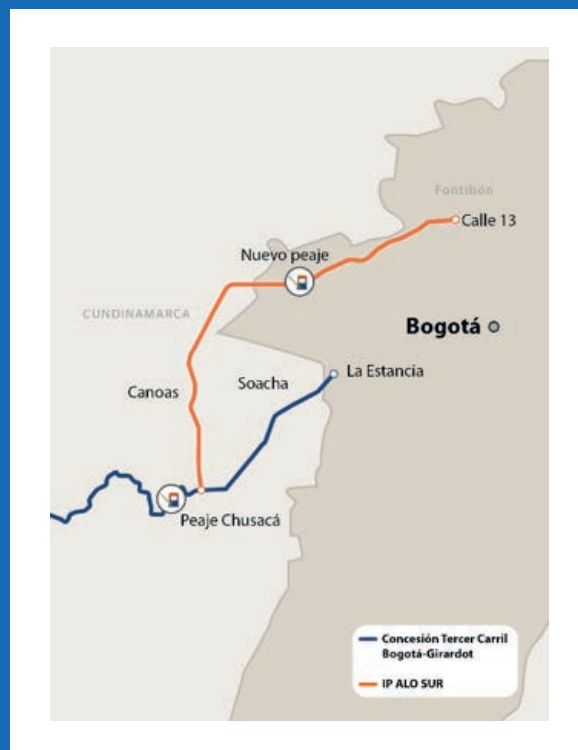 Fontibón
Calle 13
Nuevo peaje
CUNDINAMARCA
Bogotá
La Estancia
Soacha
Canoas
Peaje Chusacá
Concesión Tercer Carril
Bogotá-Girardot
IP ALO SUR